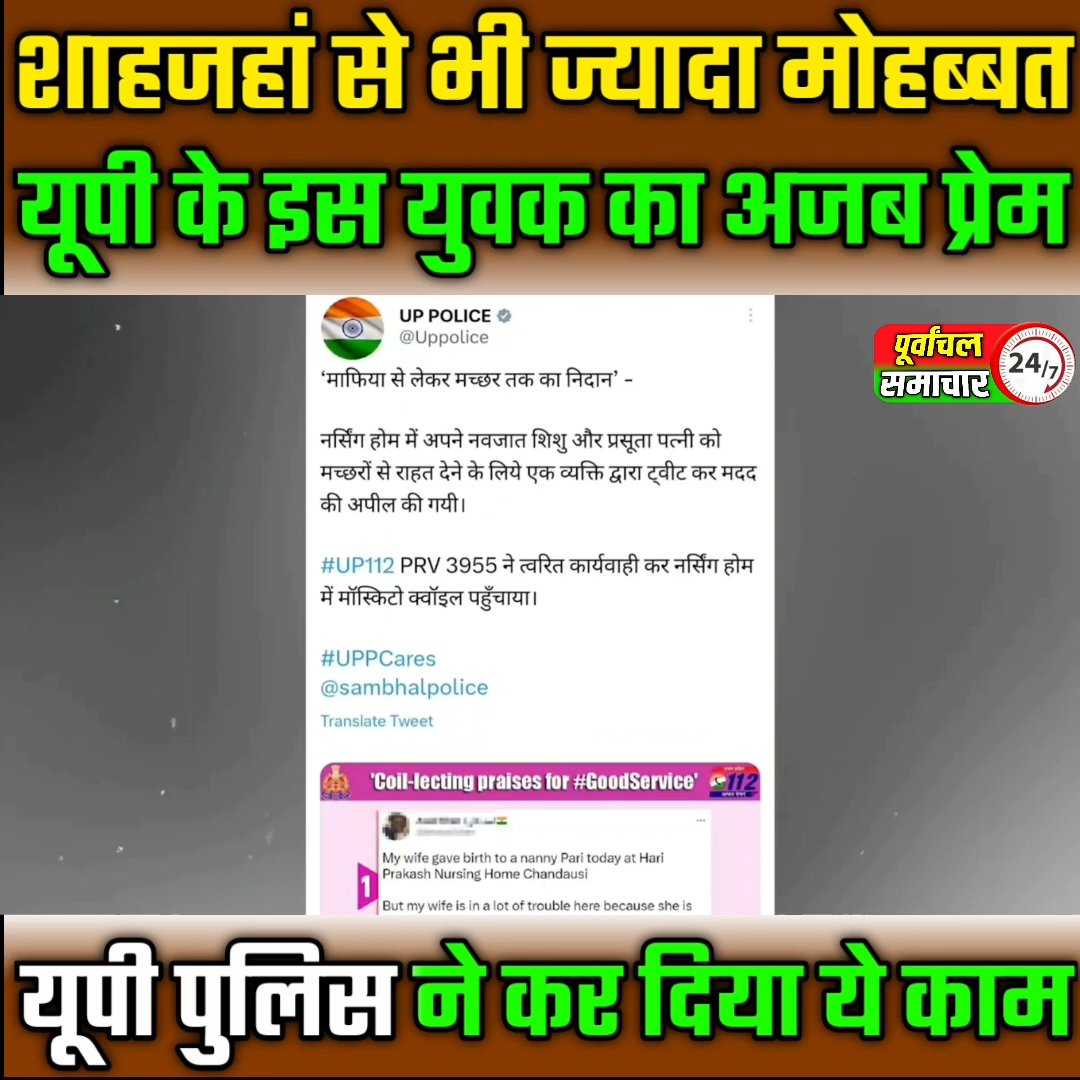 शाहजहां से भी ज्यादा मोहब्बत
यूपी के इस युवक का अजब प्रेम
UP POLICE
@Uppolice
पूर्वांचल
समाचार
24/7
‘माफिया से लेकर मच्छर तक का निदान’ -
नर्सिंग होम में अपने नवजात शिशु और प्रसूता पत्नी को
मच्छरों से राहत देने के लिये एक व्यक्ति द्वारा ट्वीट कर मदद
की अपील की गयी।
#UP112 PRV 3955 ने त्वरित कार्यवाही कर नर्सिंग होम
में मॉस्किटो क्वॉइल पहुँचाया।
#UPPCares
@sambhalpolice
Translate Tweet
'Coil-lecting praises for #GoodService'
112
1
My wife gave birth to a nanny Pari today at Hari
Prakash Nursing Home Chandausi
But my wife is in a lot of trouble here because she is
यूपी पुलिस ने कर दिया ये काम